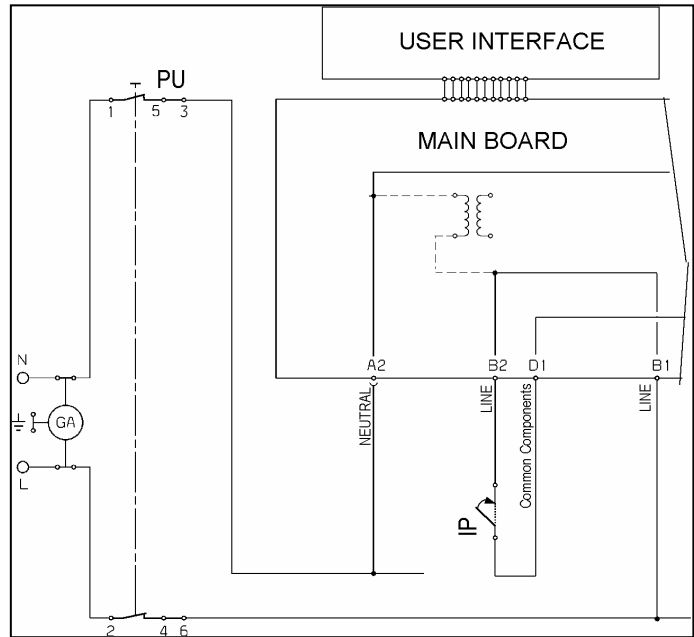 USER INTERFACE
PU
1 5 3
MAIN BOARD
N
A2 B2 D1 B1
GA
NEUTRAL
LINE
Common Components
LINE
L
IP
2 4 6